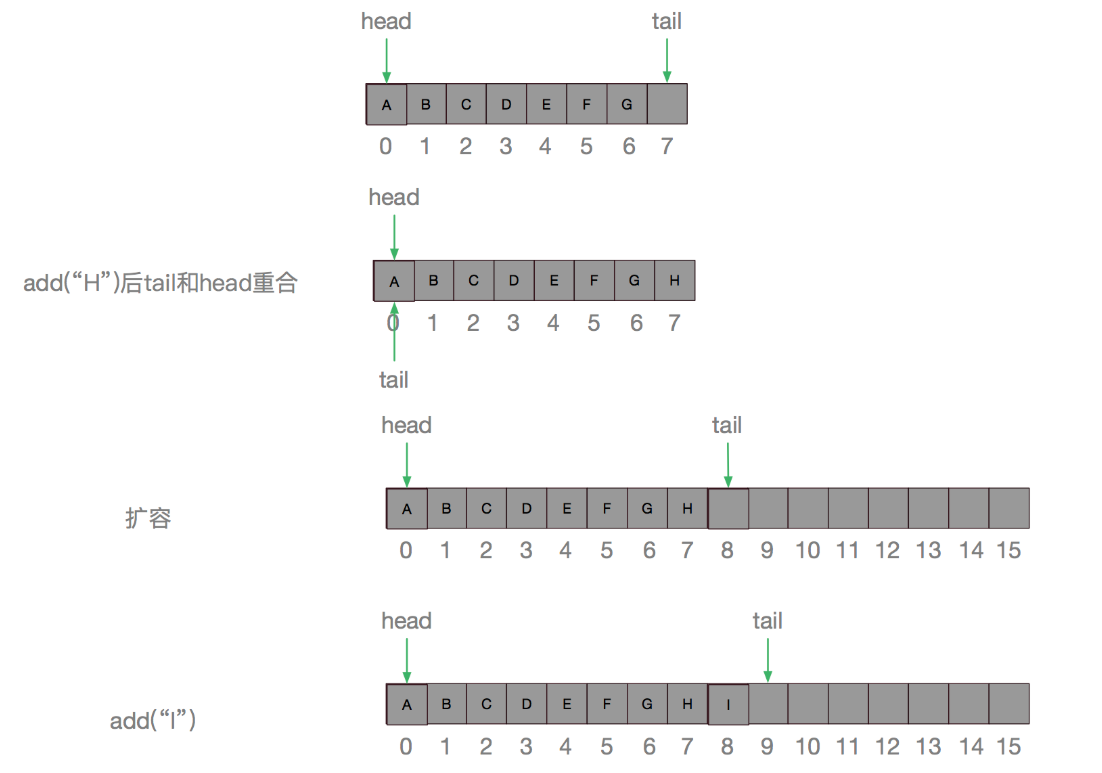 head tail
A B C D E F G
0 1 2 3 4 5 6 7
head
add(“H”)后tail和head重合
A B C D E F G H
0 1 2 3 4 5 6 7
tail
head tail
扩容
A B C D E F G H
0 1 2 3 4 5 6 7 8 9 10 11 12 13 14 15
head tail
add(“I”)
A B C D E F G H I
0 1 2 3 4 5 6 7 8 9 10 11 12 13 14 15